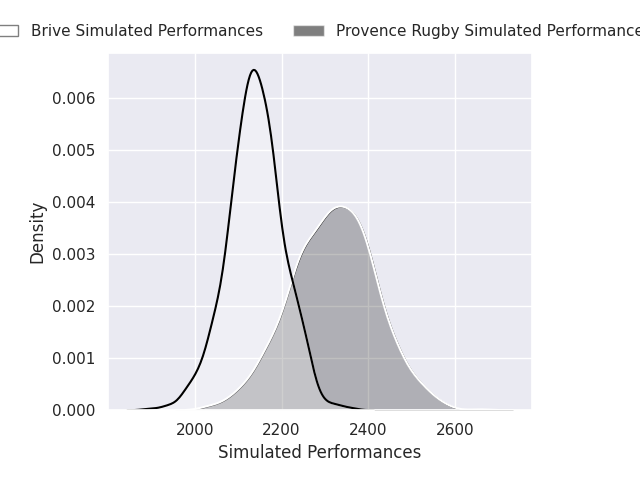 Brive Simulated Performances
Provence Rugby Simulated Performance
0.006
0.005
0.004
0.003
0.002
0.001
0.000
Density
2000 2200 2400 2600
Simulated Performances